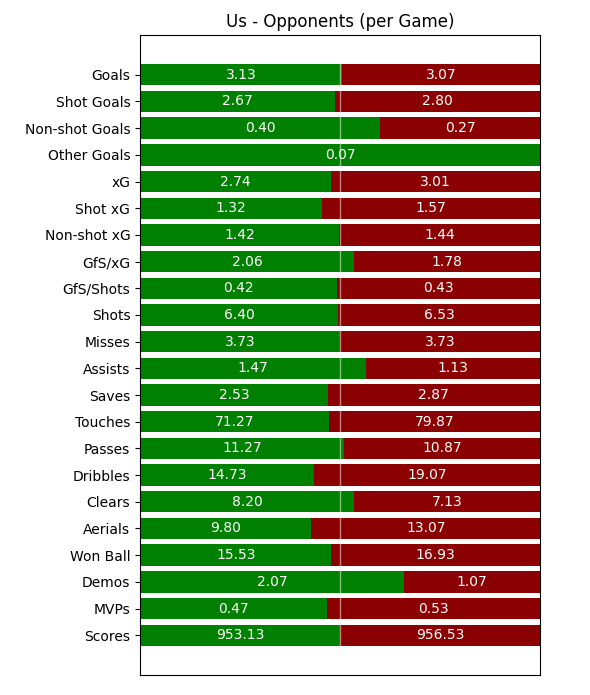 Us - Opponents (per Game)
Goals 3.13 3.07
Shot Goals 2.67 2.80
Non-shot Goals 0.40 0.27
Other Goals 0.07
xG 2.74 3.01
Shot xG 1.32 1.57
Non-shot xG 1.42 1.44
GfS/xG 2.06 1.78
GfS/Shots 0.42 0.43
Shots 6.40 6.53
Misses 3.73 3.73
Assists 1.47 1.13
Saves 2.53 2.87
Touches 71.27 79.87
Passes 11.27 10.87
Dribbles 14.73 19.07
Clears 8.20 7.13
Aerials 9.80 13.07
Won Ball 15.53 16.93
Demos 2.07 1.07
MVPs 0.47 0.53
Scores 953.13 956.53